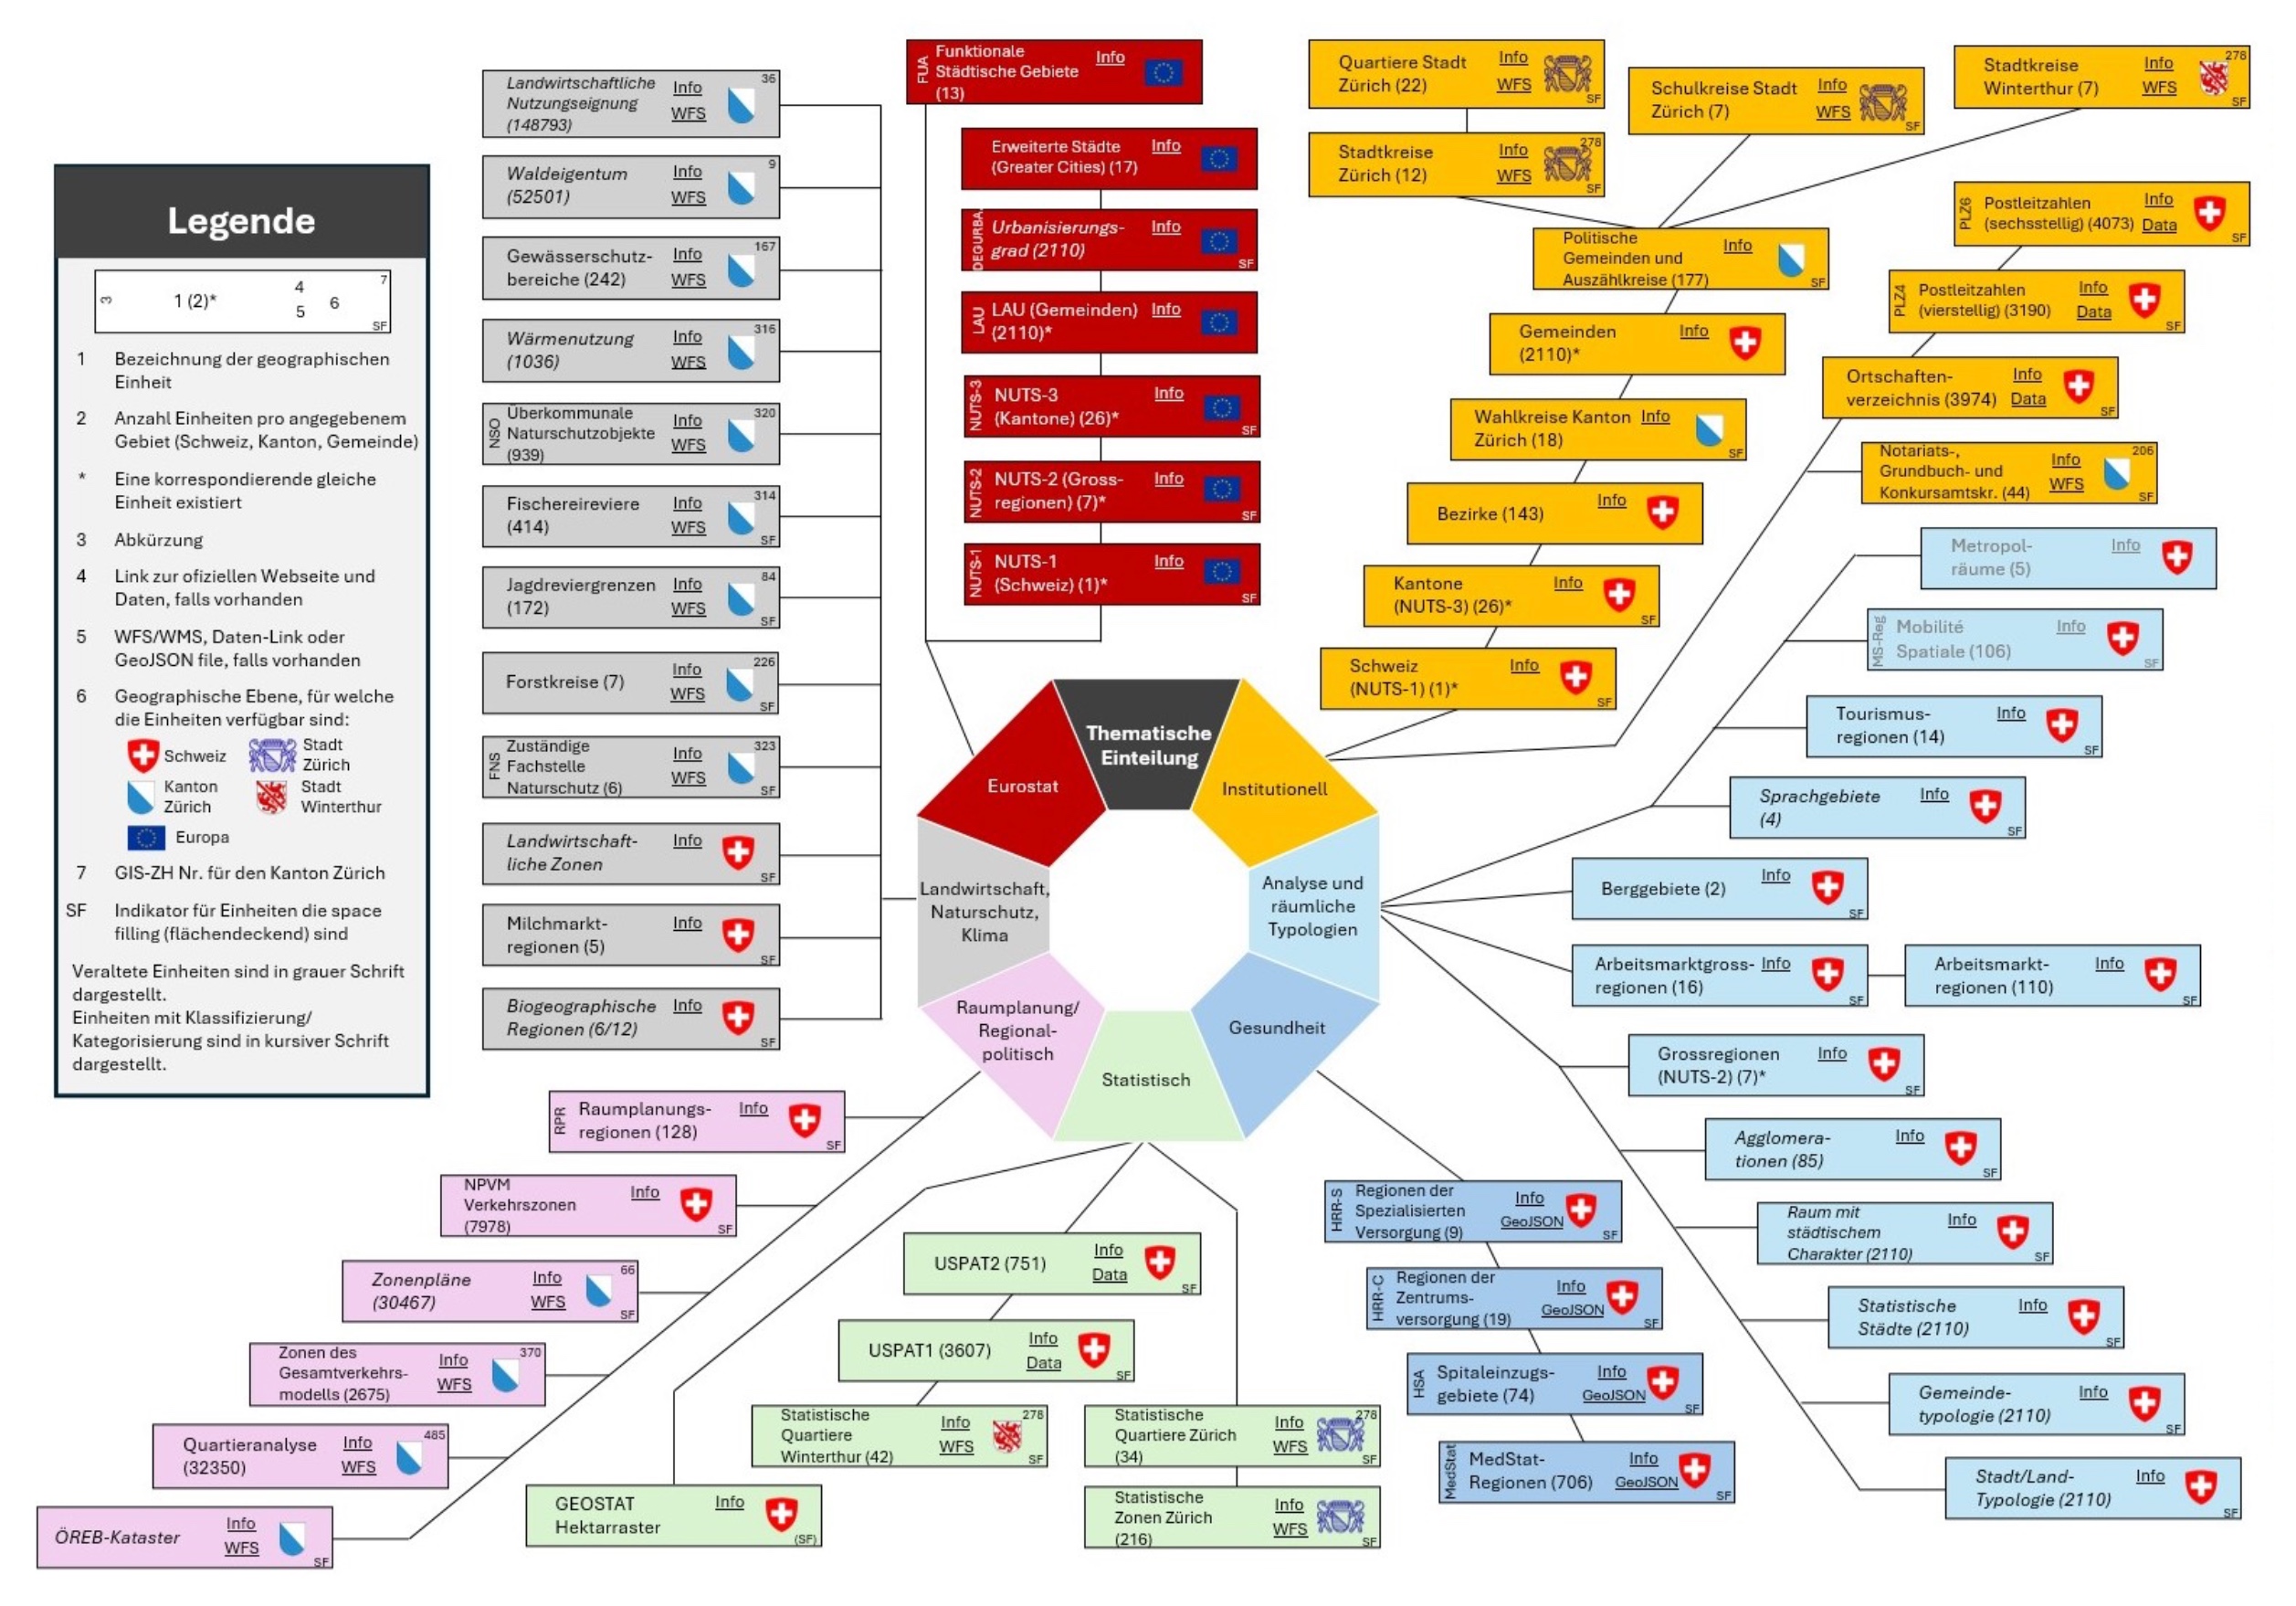 Legende
1 (2)*
3
4
5
6
7
SF
1 Bezeichnung der geographischen
Einheit
2 Anzahl Einheiten pro angegebenem
Gebiet (Schweiz, Kanton, Gemeinde)
* Eine korrespondierende gleiche
Einheit existiert
3 Abkürzung
4 Link zur ofiziellen Webseite und
Daten, falls vorhanden
5 WFS/WMS, Daten-Link oder
GeoJSON file, falls vorhanden
6 Geographische Ebene, für welche
die Einheiten verfügbar sind:
Schweiz
Stadt
Zürich
Kanton
Zürich
Stadt
Winterthur
Europa
7 GIS-ZH Nr. für den Kanton Zürich
SF Indikator für Einheiten die space
filling (flächendeckend) sind
Veraltete Einheiten sind in grauer Schrift
dargestellt.
Einheiten mit Klassifizierung/
Kategorisierung sind in kursiver Schrift
dargestellt.
Landwirtschaftliche
Nutzungseignung
(148793)
Info
WFS
36
Waldeigentum
(52501)
Info
WFS
9
Gewässerschutz-
bereiche (242)
Info
WFS
167
Wärmenutzung
(1036)
Info
WFS
316
NSO
Überkommunale
Naturschutzobjekte
(939)
Info
WFS
320
Fischereireviere
(414)
Info
WFS
314
SF
Jagdreviergrenzen
(172)
Info
WFS
84
SF
Forstkreise (7)
Info
WFS
226
SF
FNS
Zuständige
Fachstelle
Naturschutz (6)
Info
WFS
323
SF
Landwirtschaft-
liche Zonen
Info
SF
Milchmarkt-
regionen (5)
Info
SF
Biogeographische
Regionen (6/12)
Info
SF
FUA
Funktionale
Städtische Gebiete
(13)
Info
Erweiterte Städte
(Greater Cities) (17)
Info
DEGURBA
Urbanisierungs-
grad (2110)
Info
SF
LAU
LAU (Gemeinden)
(2110)*
Info
NUTS-3
NUTS-3
(Kantone) (26)*
Info
SF
NUTS-2
NUTS-2 (Gross-
regionen) (7)*
Info
SF
NUTS-1
NUTS-1
(Schweiz) (1)*
Info
SF
Quartiere Stadt
Zürich (22)
Info
WFS
SF
Stadtkreise
Zürich (12)
Info
WFS
278
SF
Schulkreise Stadt
Zürich (7)
Info
WFS
SF
Stadtkreise
Winterthur (7)
Info
WFS
278
SF
Politische
Gemeinden und
Auszählkreise (177)
Info
SF
Gemeinden
(2110)*
Info
Wahlkreise Kanton
Zürich (18)
Info
SF
Bezirke (143)
Info
Kantone
(NUTS-3) (26)*
Info
SF
Schweiz
(NUTS-1) (1)*
Info
SF
PLZ6
Postleitzahlen
(sechsstellig) (4073)
Info
Data
SF
PLZ4
Postleitzahlen
(vierstellig) (3190)
Info
Data
SF
Ortschaften-
verzeichnis (3974)
Info
Data
SF
Notariats-,
Grundbuch- und
Konkursamtskr. (44)
Info
WFS
206
SF
Metropol-
räume (5)
Info
MS-Reg
Mobilité
Spatiale (106)
Info
SF
Tourismus-
regionen (14)
Info
SF
Sprachgebiete
(4)
Info
SF
Berggebiete (2)
Info
SF
Arbeitsmarktgross-
regionen (16)
Info
SF
Arbeitsmarkt-
regionen (110)
Info
SF
Grossregionen
(NUTS-2) (7)*
Info
SF
Agglomera-
tionen (85)
Info
SF
Raum mit
städtischem
Charakter (2110)
Info
SF
Statistische
Städte (2110)
Info
SF
Gemeinde-
typologie (2110)
Info
SF
Stadt/Land-
Typologie (2110)
Info
SF
Thematische
Einteilung
Eurostat
Institutionell
Landwirtschaft,
Naturschutz,
Klima
Analyse und
räumliche
Typologien
Raumplanung/
Regional-
politisch
Gesundheit
Statistisch
RPR
Raumplanungs-
regionen (128)
Info
SF
NPVM
Verkehrszonen
(7978)
Info
SF
Zonenpläne
(30467)
Info
WFS
66
SF
Zonen des
Gesamtverkehrs-
modells (2675)
Info
WFS
370
Quartieranalyse
(32350)
Info
WFS
485
ÖREB-Kataster
Info
WFS
SF
USPAT2 (751)
Info
Data
SF
USPAT1 (3607)
Info
Data
SF
Statistische
Quartiere
Winterthur (42)
Info
WFS
278
SF
GEOSTAT
Hektarraster
Info
(SF)
Statistische
Quartiere Zürich
(34)
Info
WFS
278
SF
Statistische
Zonen Zürich
(216)
Info
WFS
SF
HRR-S
Regionen der
Spezialisierten
Versorgung (9)
Info
GeoJSON
SF
HRR-C
Regionen der
Zentrums-
versorgung (19)
Info
GeoJSON
SF
HSA
Spitaleinzugs-
gebiete (74)
Info
GeoJSON
SF
MedStat
MedStat-
Regionen (706)
Info
GeoJSON
SF